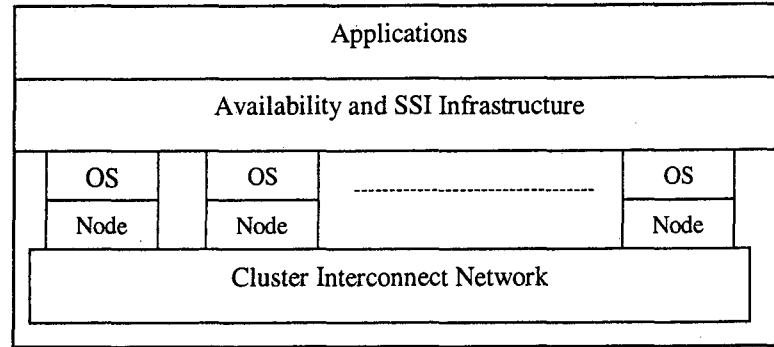 Applications
Availability and SSI Infrastructure
OS OS OS
Node Node Node
Cluster Interconnect Network